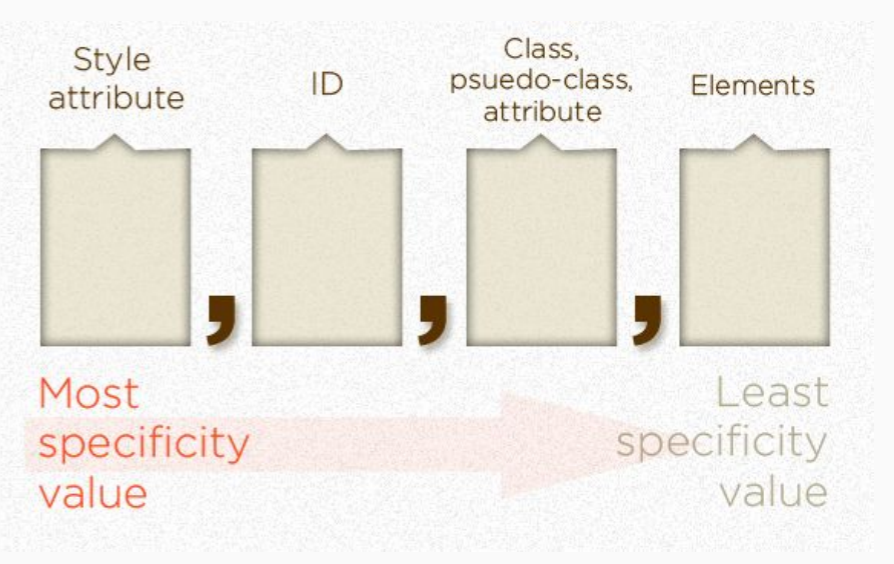 Style
attribute
ID
Class,
psuedo-class,
attribute
Elements
, , ,
Most
specificity
value
Least
specificity
value